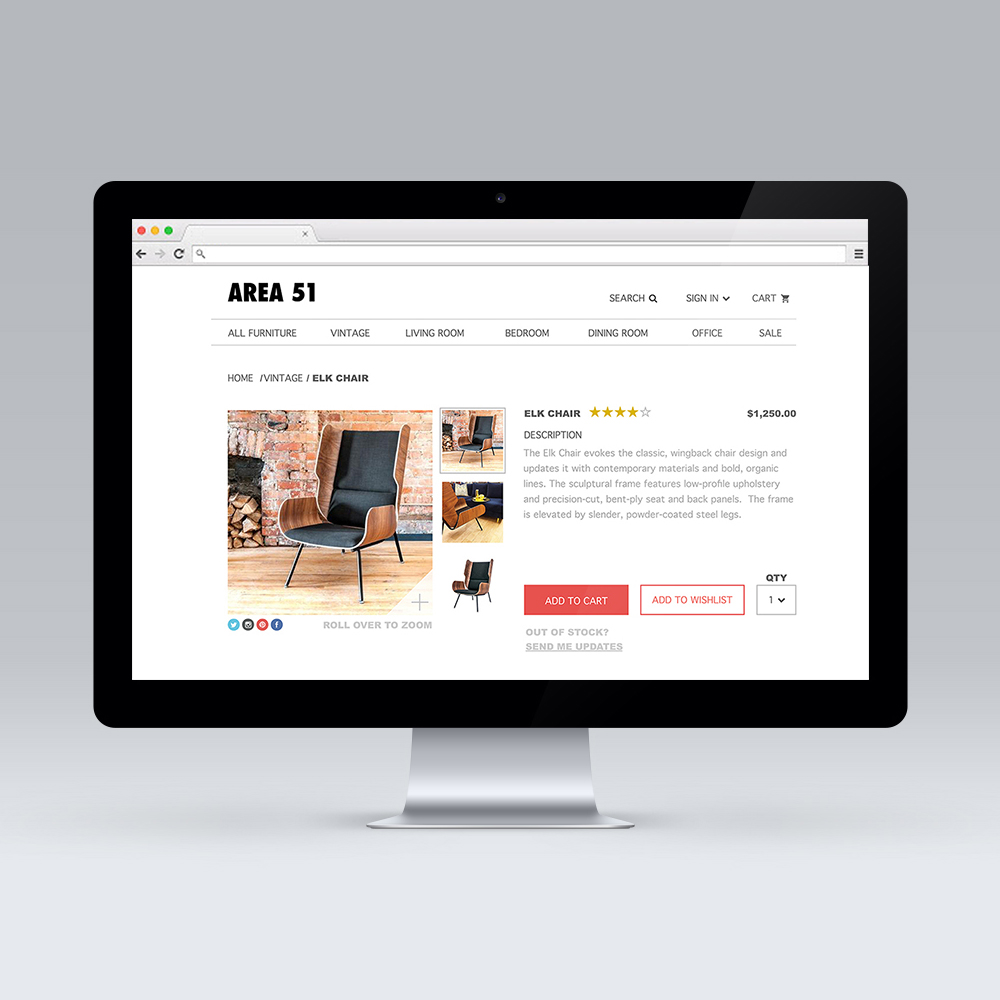 AREA 51
SEARCH
SIGN IN
CART
ALL FURNITURE VINTAGE LIVING ROOM BEDROOM DINING ROOM OFFICE SALE
HOME /VINTAGE / ELK CHAIR
ELK CHAIR
$1,250.00
DESCRIPTION
The Elk Chair evokes the classic, wingback chair design and
updates it with contemporary materials and bold, organic
lines. The sculptural frame features low-profile upholstery
and precision-cut, bent-ply seat and back panels. The frame
is elevated by slender, powder-coated steel legs.
QTY
ADD TO CART
ADD TO WISHLIST
1
ROLL OVER TO ZOOM
OUT OF STOCK?
SEND ME UPDATES